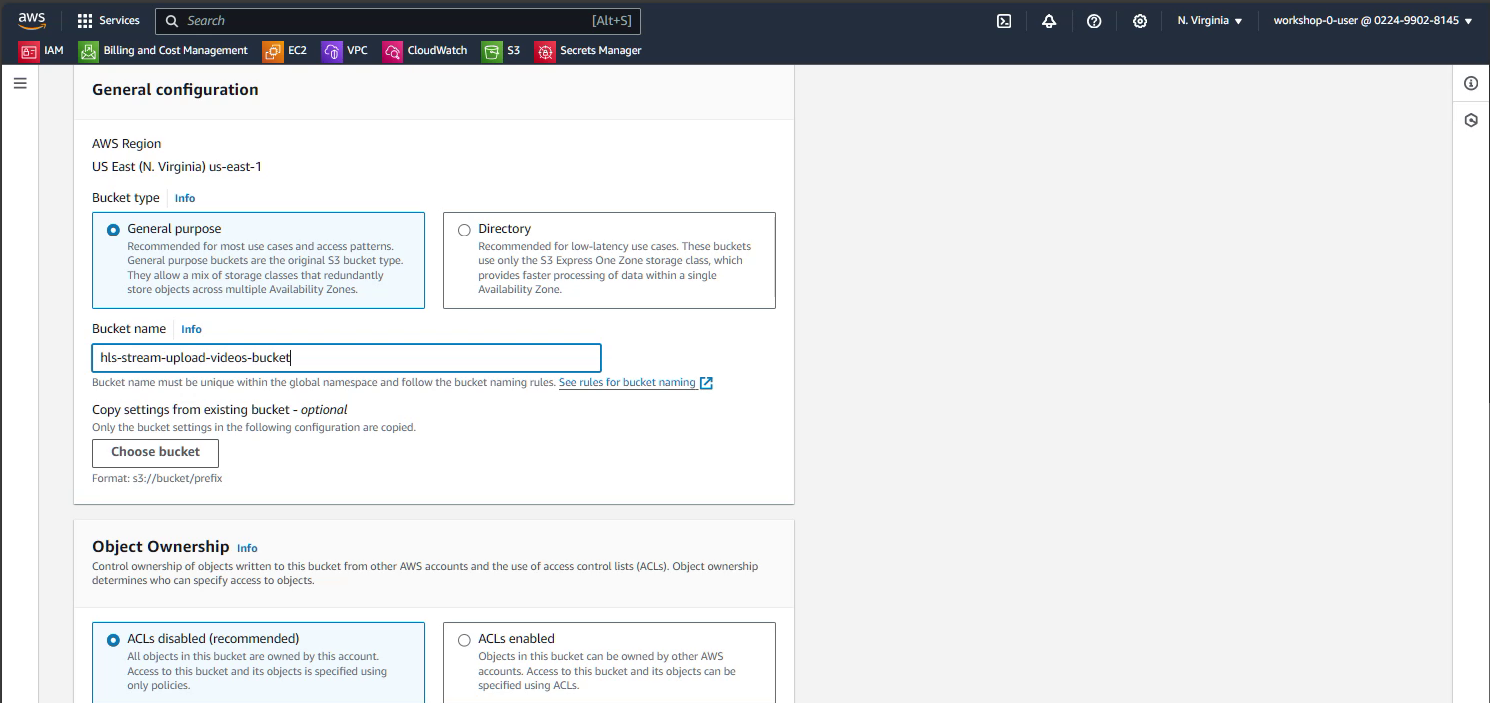 aws
Services
Search
[Alt+S]
N. Virginia
workshop-0-user @ 0224-9902-8145
IAM
Billing and Cost Management
EC2
VPC
CloudWatch
S3
Secrets Manager
General configuration
AWS Region
US East (N. Virginia) us-east-1
Bucket type
Info
General purpose
Recommended for most use cases and access patterns.
General purpose buckets are the original S3 bucket type.
They allow a mix of storage classes that redundantly
store objects across multiple Availability Zones.
Directory
Recommended for low-latency use cases. These buckets
use only the S3 Express One Zone storage class, which
provides faster processing of data within a single
Availability Zone.
Bucket name
Info
hls-stream-upload-videos-bucket
Bucket name must be unique within the global namespace and follow the bucket naming rules. See rules for bucket naming
Copy settings from existing bucket - optional
Only the bucket settings in the following configuration are copied.
Choose bucket
Format: s3://bucket/prefix
Object Ownership Info
Control ownership of objects written to this bucket from other AWS accounts and the use of access control lists (ACLs). Object ownership
determines who can specify access to objects.
ACLs disabled (recommended)
All objects in this bucket are owned by this account.
Access to this bucket and its objects is specified using
only policies.
ACLs enabled
Objects in this bucket can be owned by other AWS
accounts. Access to this bucket and its objects can be
specified using ACLs.